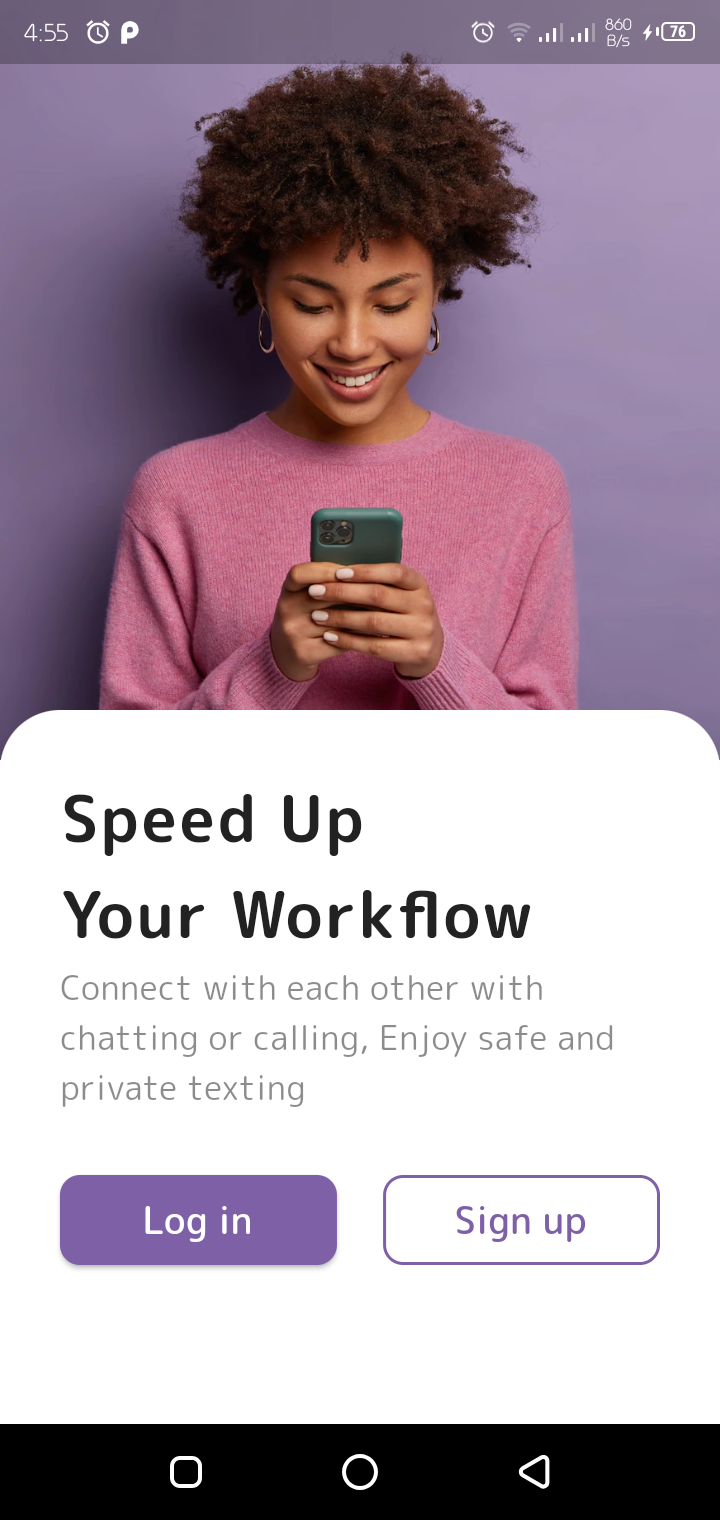 4:55
860
B/s
76
Speed Up
Your Workflow
Connect with each other with
chatting or calling, Enjoy safe and
private texting
Log in
Sign up